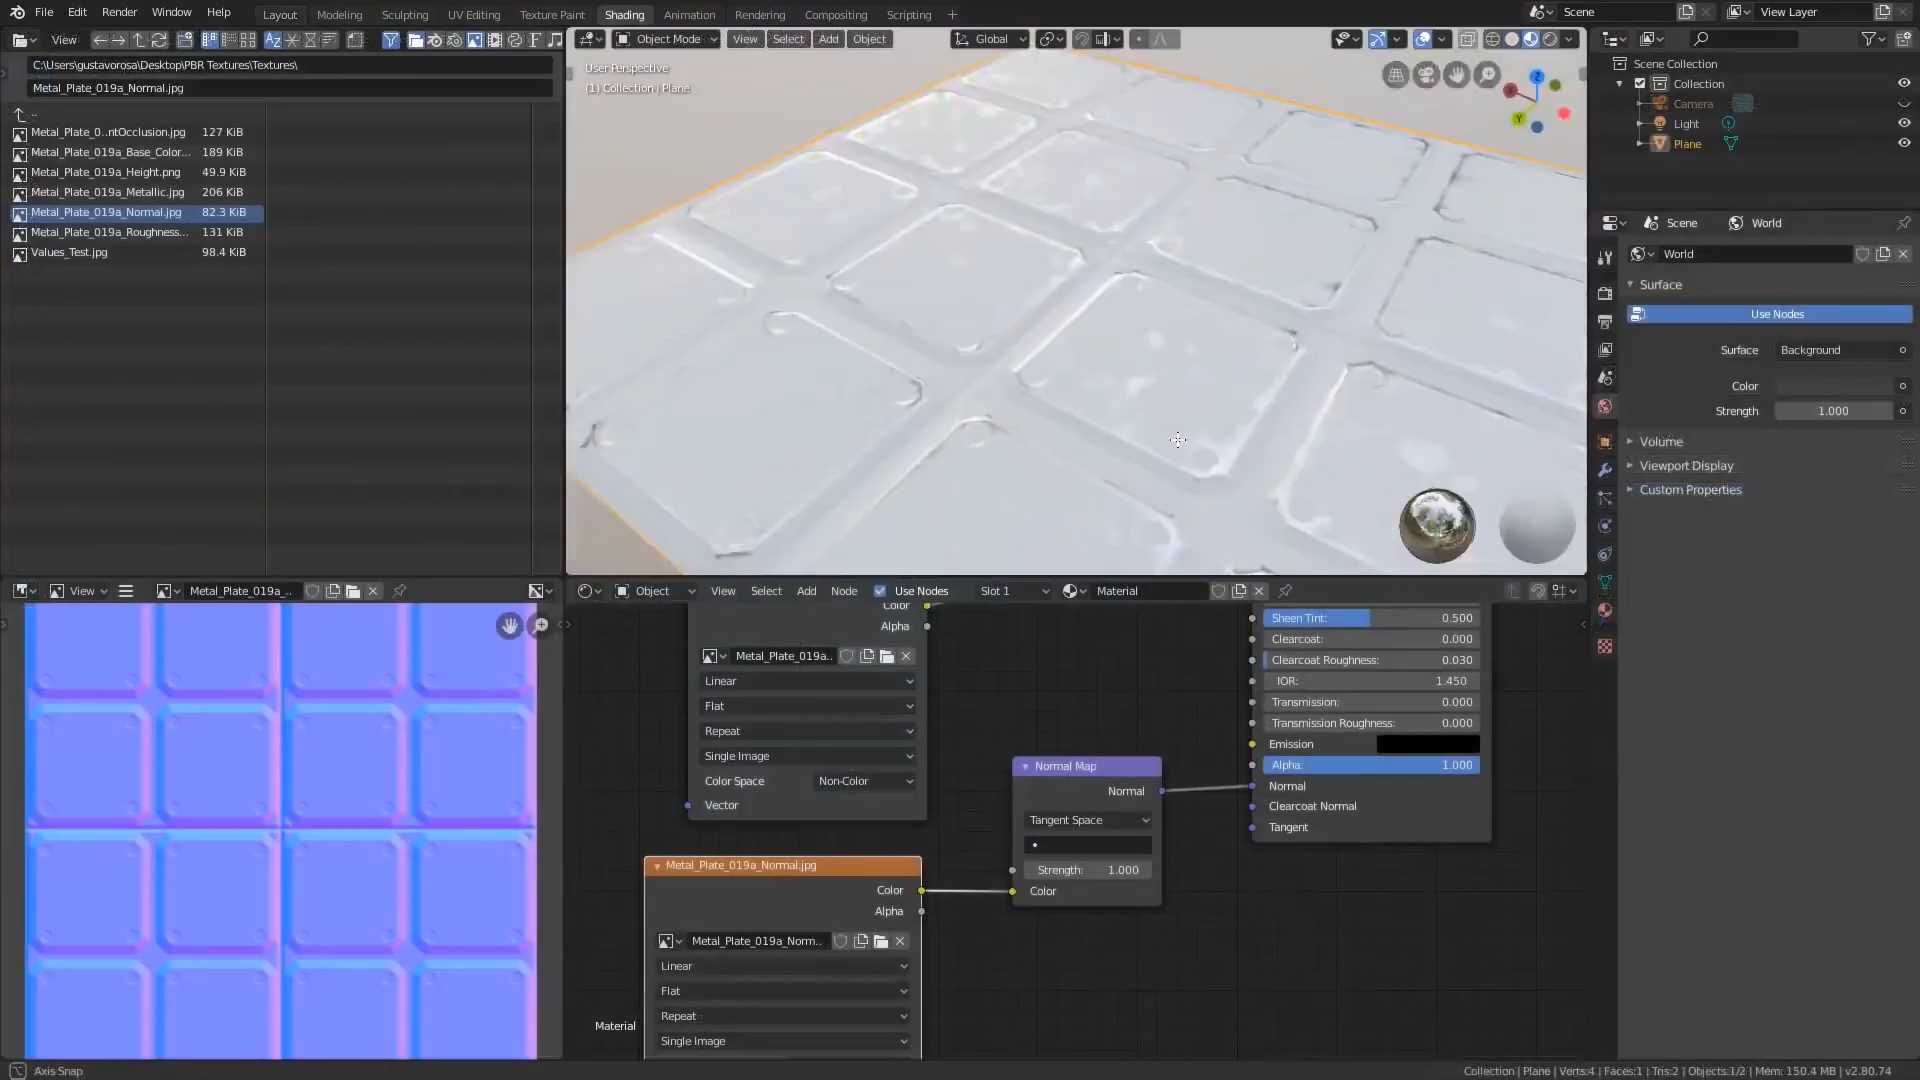 File Edit Render Window Help Layout Modeling Sculpting UV Editing Texture Paint Shading Animation Rendering Compositing Scripting + Scene View Layer
View
C:\Users\gustavorosa\Desktop\PBR Textures\Textures\
Metal_Plate_019a_Normal.jpg
..
Metal_Plate_0..ntOcclusion.jpg 127 KiB
Metal_Plate_019a_Base_Color... 189 KiB
Metal_Plate_019a_Height.png 49.9 KiB
Metal_Plate_019a_Metallic.jpg 206 KiB
Metal_Plate_019a_Normal.jpg 82.3 KiB
Metal_Plate_019a_Roughness... 131 KiB
Values_Test.jpg 98.4 KiB
Object Mode View Select Add Object Global
User Perspective
(1) Collection | Plane
Z
Y
Scene Collection
Collection
Camera
Light
Plane
Scene World
World
Surface
Use Nodes
Surface Background
Color
Strength 1.000
Volume
Viewport Display
Custom Properties
View Metal_Plate_019a_..
Object View Select Add Node Use Nodes Slot 1 Material
Color
Alpha
Metal_Plate_019a..
Linear
Flat
Repeat
Single Image
Color Space Non-Color
Vector
Metal_Plate_019a_Normal.jpg
Color
Alpha
Metal_Plate_019a_Norm..
Linear
Flat
Repeat
Single Image
Normal Map
Normal
Tangent Space
Strength: 1.000
Color
Sheen Tint: 0.500
Clearcoat: 0.000
Clearcoat Roughness: 0.030
IOR: 1.450
Transmission: 0.000
Transmission Roughness: 0.000
Emission
Alpha: 1.000
Normal
Clearcoat Normal
Tangent
Material
Axis Snap
Collection | Plane | Verts:4 | Faces:1 | Tris:2 | Objects:1/2 | Mem: 150.4 MB | v2.80.74